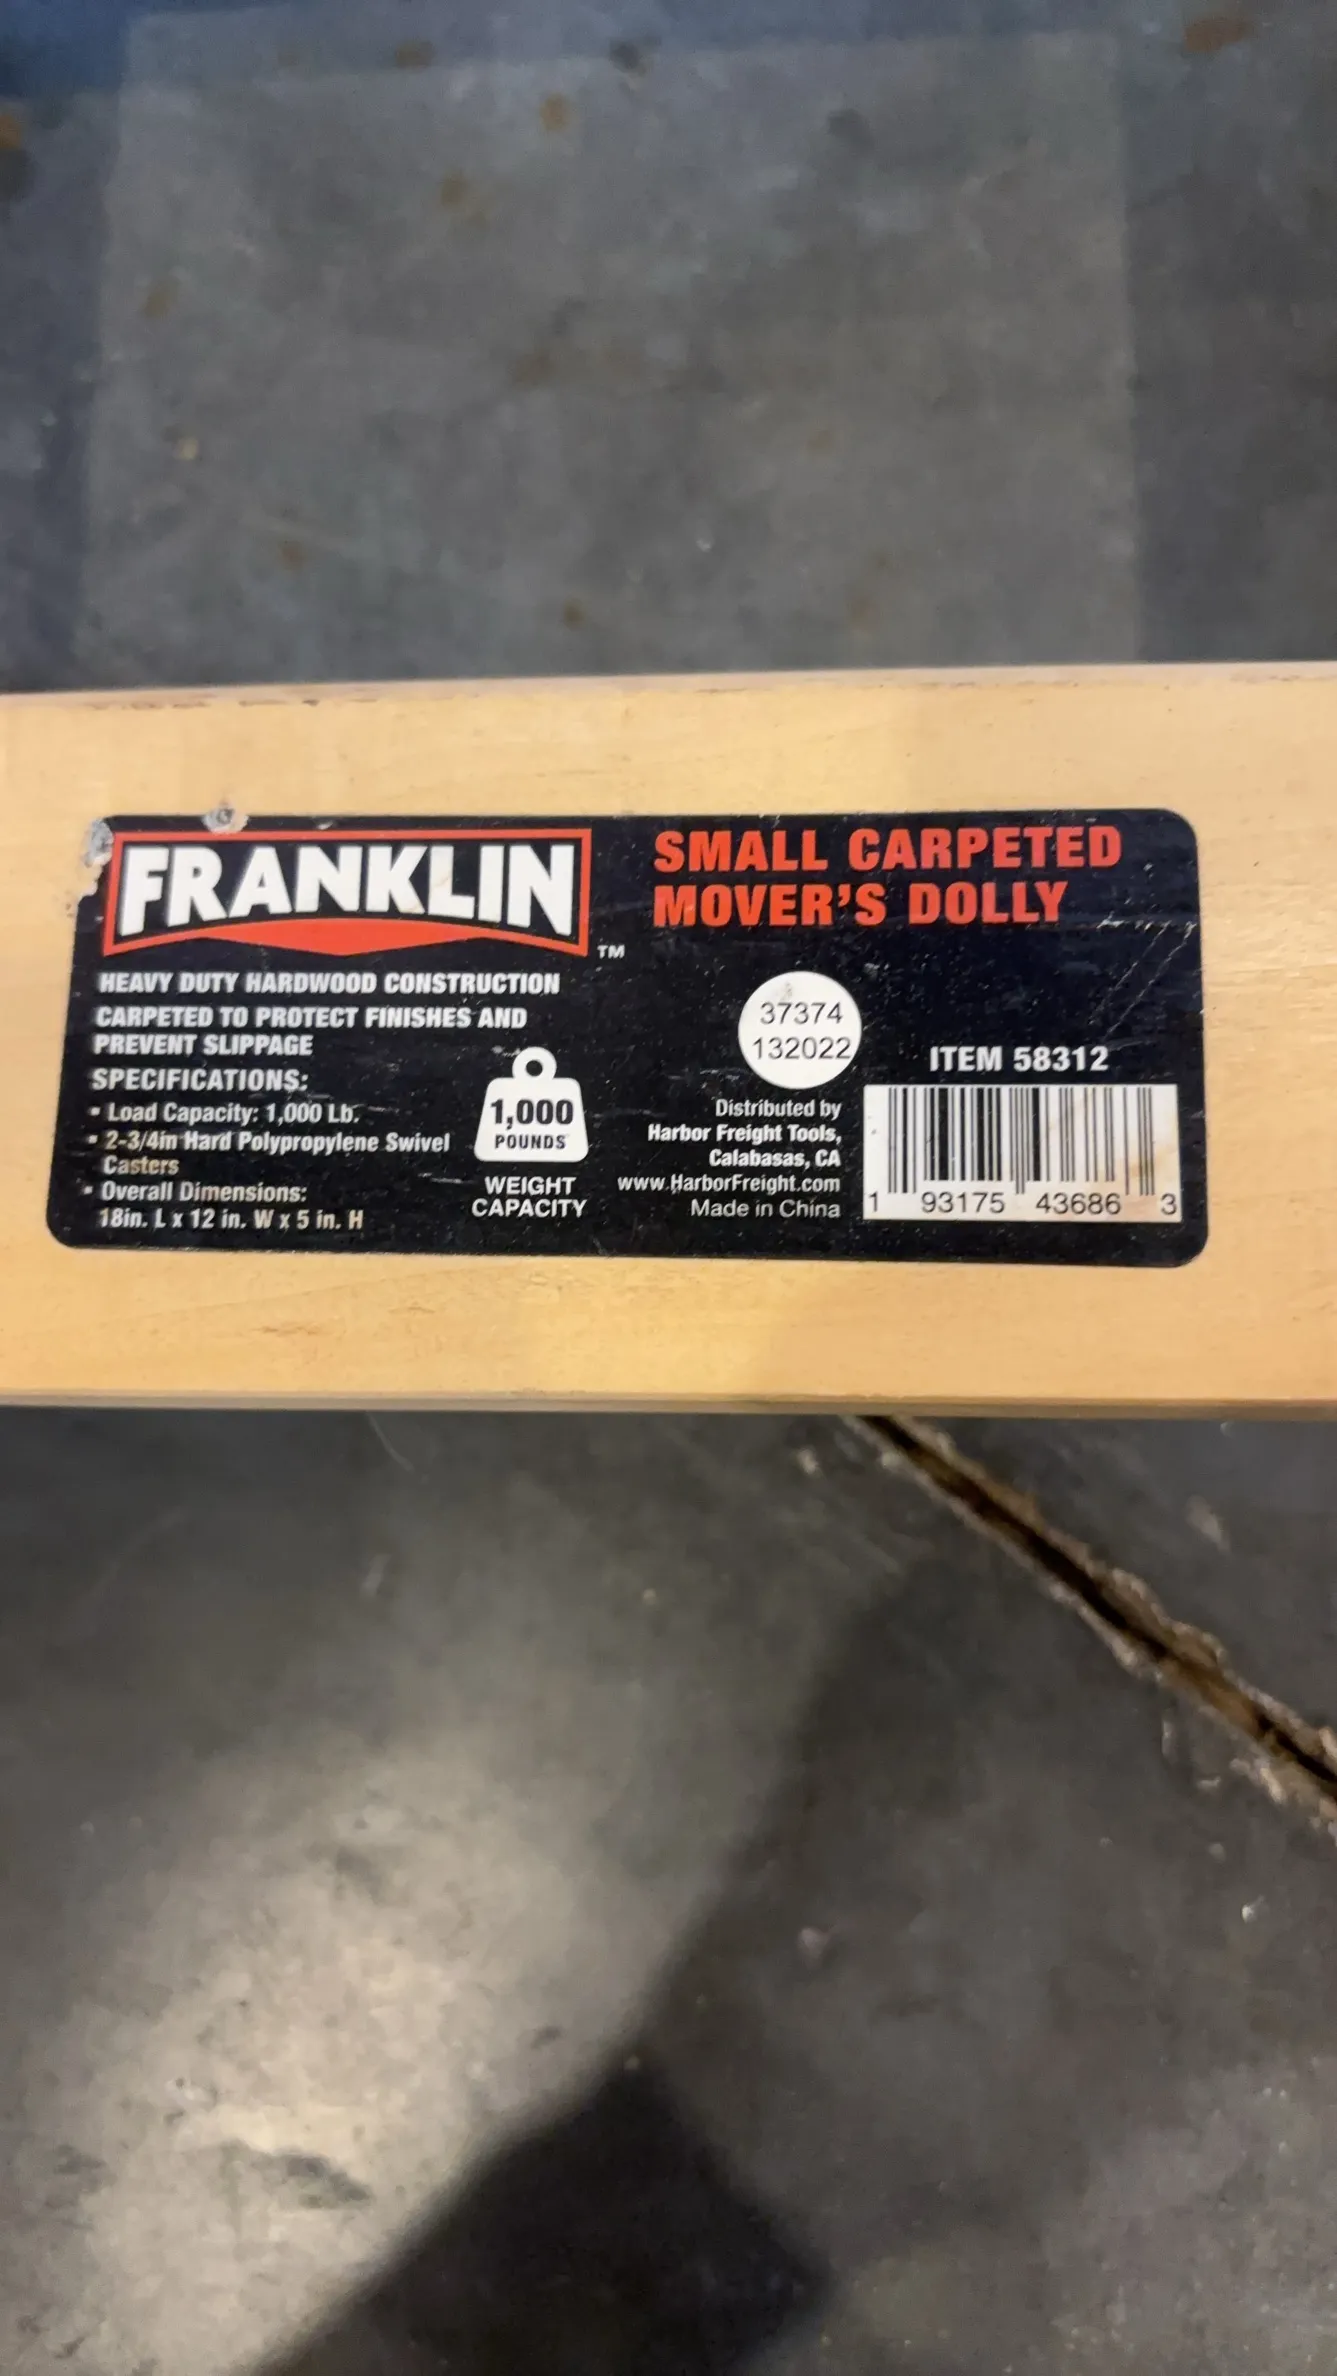 FRANKLIN
TM
SMALL CARPETED
MOVER'S DOLLY
HEAVY DUTY HARDWOOD CONSTRUCTION
CARPETED TO PROTECT FINISHES AND
PREVENT SLIPPAGE
SPECIFICATIONS:
▪ Load Capacity: 1,000 Lb.
▪ 2-3/4in Hard Polypropylene Swivel
Casters
▪ Overall Dimensions:
18in. L x 12 in. W x 5 in. H
1,000
POUNDS
WEIGHT
CAPACITY
37374
132022
Distributed by
Harbor Freight Tools,
Calabasas, CA
www.HarborFreight.com
Made in China
ITEM 58312
1 93175 43686 3